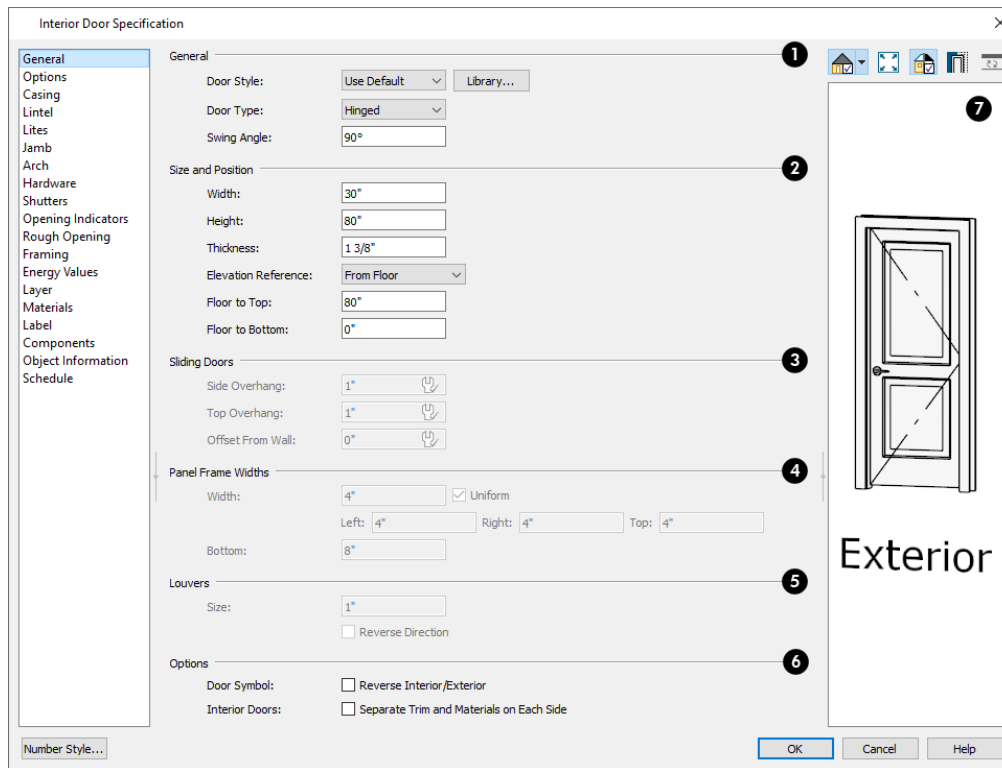 Interior Door Specification
General
Options
Casing
Lintel
Lites
Jamb
Arch
Hardware
Shutters
Opening Indicators
Rough Opening
Framing
Energy Values
Layer
Materials
Label
Components
Object Information
Schedule
General 1
Door Style: Use Default Library...
Door Type: Hinged
Swing Angle: 90°
Size and Position 2
Width: 30"
Height: 80"
Thickness: 1 3/8"
Elevation Reference: From Floor
Floor to Top: 80"
Floor to Bottom: 0"
Sliding Doors 3
Side Overhang: 1"
Top Overhang: 1"
Offset From Wall: 0"
Panel Frame Widths 4
Width: 4" Uniform
Left: 4" Right: 4" Top: 4"
Bottom: 8"
Louvers 5
Size: 1"
Reverse Direction
Options 6
Door Symbol: Reverse Interior/Exterior
Interior Doors: Separate Trim and Materials on Each Side
7
Exterior
Number Style... OK Cancel Help